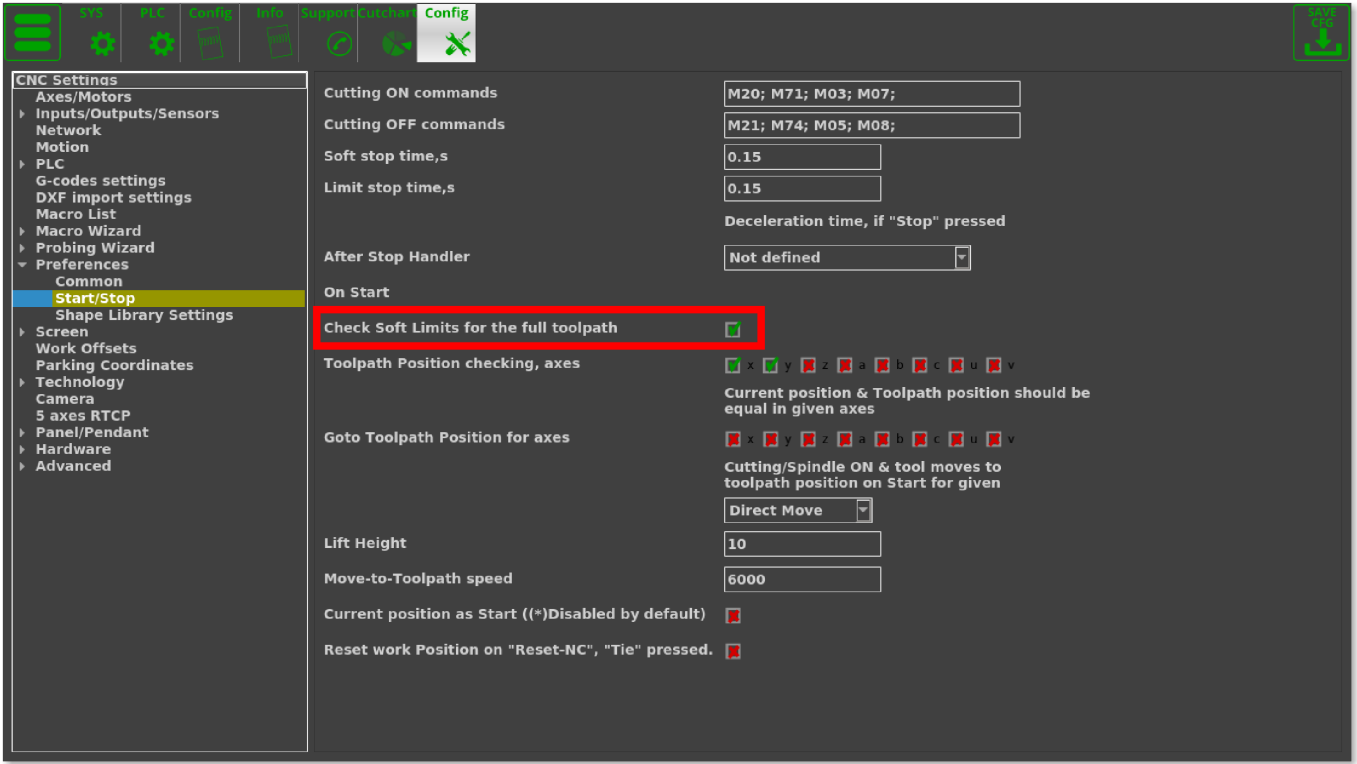 SYS PLC Config Info Support Cutchart Config
SAVE
CFG
CNC Settings
Axes/Motors
Inputs/Outputs/Sensors
Network
Motion
PLC
G-codes settings
DXF import settings
Macro List
Macro Wizard
Probing Wizard
Preferences
Common
Start/Stop
Shape Library Settings
Screen
Work Offsets
Parking Coordinates
Technology
Camera
5 axes RTCP
Panel/Pendant
Hardware
Advanced
Cutting ON commands M20; M71; M03; M07;
Cutting OFF commands M21; M74; M05; M08;
Soft stop time,s 0.15
Limit stop time,s 0.15
Deceleration time, if "Stop" pressed
After Stop Handler Not defined
On Start
Check Soft Limits for the full toolpath
Toolpath Position checking, axes x y z a b c u v
Current position & Toolpath position should be
equal in given axes
Goto Toolpath Position for axes x y z a b c u v
Cutting/Spindle ON & tool moves to
toolpath position on Start for given
Direct Move
Lift Height 10
Move-to-Toolpath speed 6000
Current position as Start ((*)Disabled by default)
Reset work Position on "Reset-NC", "Tie" pressed.